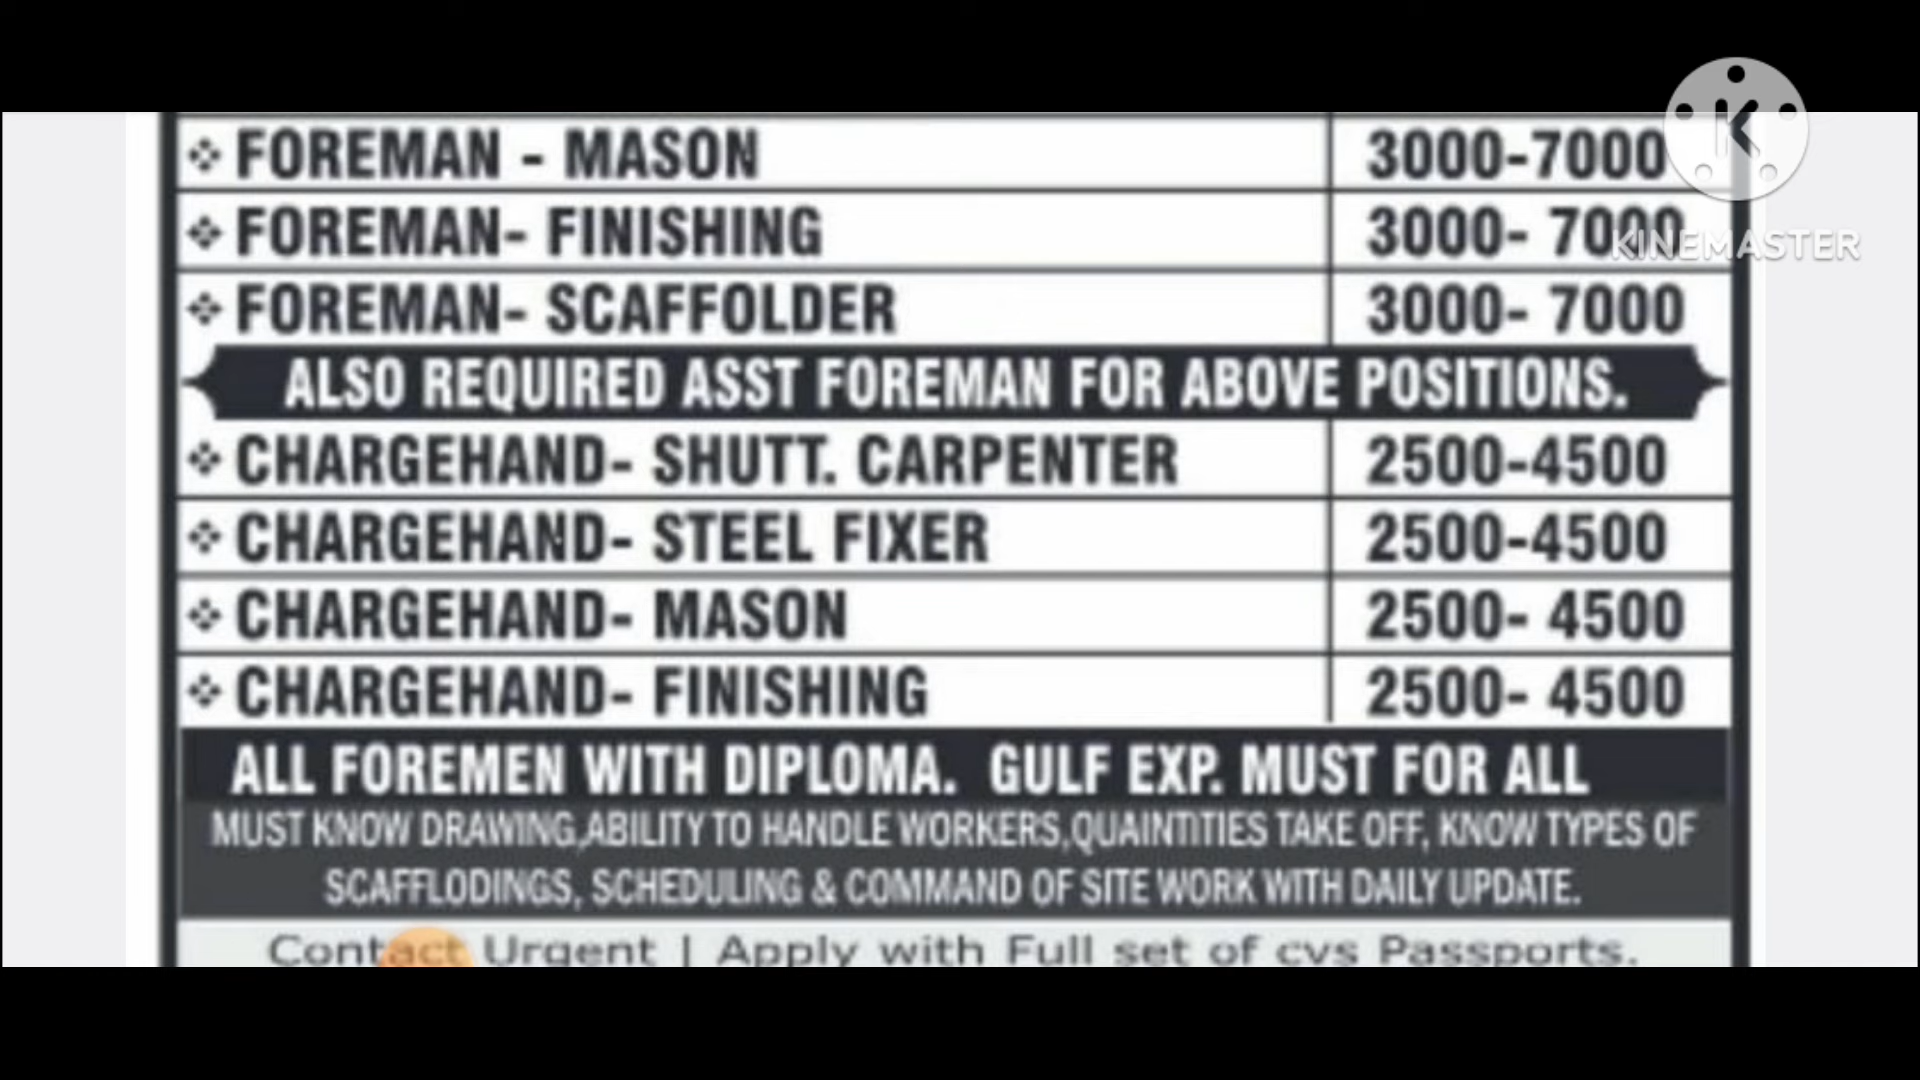 ❖ FOREMAN - MASON 3000-7000
❖ FOREMAN- FINISHING 3000- 7000
KINEMASTER
❖ FOREMAN- SCAFFOLDER 3000- 7000
ALSO REQUIRED ASST FOREMAN FOR ABOVE POSITIONS.
❖ CHARGEHAND- SHUTT. CARPENTER 2500-4500
❖ CHARGEHAND- STEEL FIXER 2500-4500
❖ CHARGEHAND- MASON 2500- 4500
❖ CHARGEHAND- FINISHING 2500- 4500
ALL FOREMEN WITH DIPLOMA. GULF EXP. MUST FOR ALL
MUST KNOW DRAWING,ABILITY TO HANDLE WORKERS,QUAINTITIES TAKE OFF, KNOW TYPES OF
SCAFFLODINGS, SCHEDULING & COMMAND OF SITE WORK WITH DAILY UPDATE.
Contact Urgent | Apply with Full set of cvs Passports.